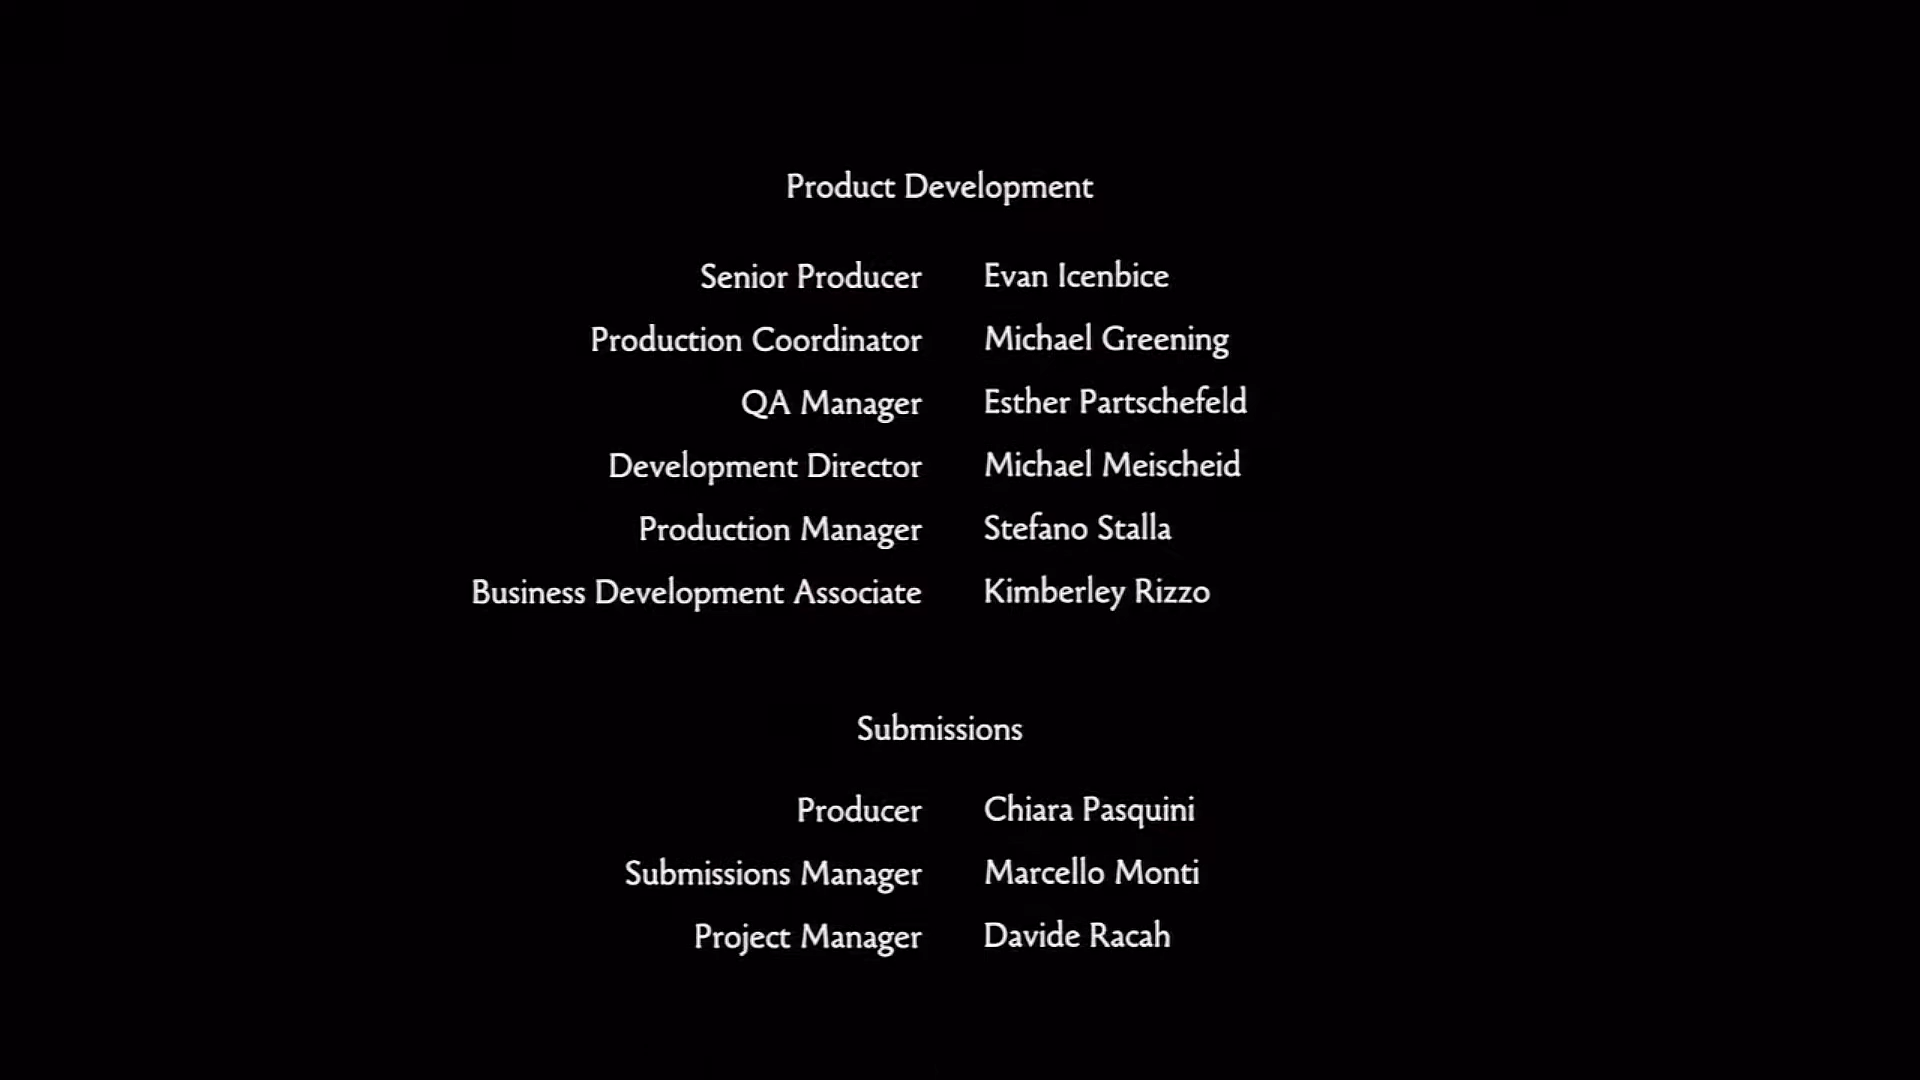 Product Development
Senior Producer Evan Icenbice
Production Coordinator Michael Greening
QA Manager Esther Partschefeld
Development Director Michael Meischeid
Production Manager Stefano Stalla
Business Development Associate Kimberley Rizzo
Submissions
Producer Chiara Pasquini
Submissions Manager Marcello Monti
Project Manager Davide Racah